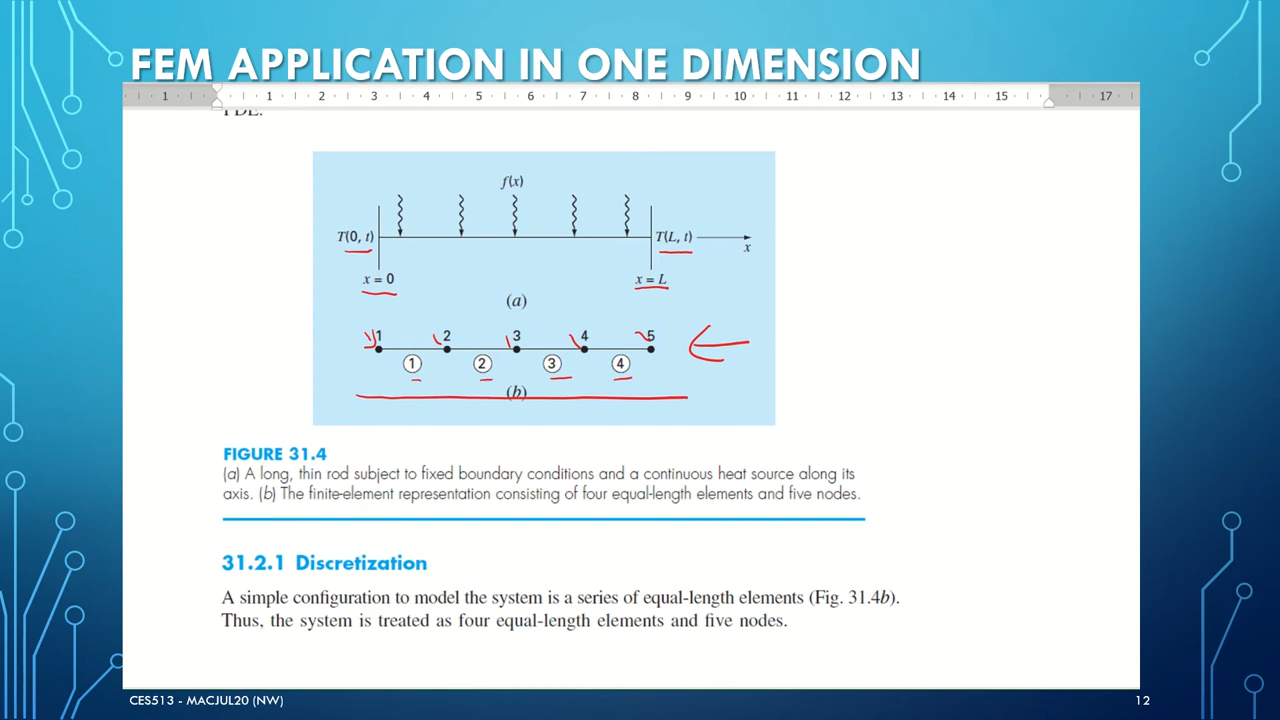 FEM APPLICATION IN ONE DIMENSION
1 1 2 3 4 5 6 7 8 9 10 11 12 13 14 15 17
PDE.
f(x)
T(0, t) T(L, t) x
x = 0 x = L
(a)
1 2 3 4 5
1 2 3 4
(b)
FIGURE 31.4
(a) A long, thin rod subject to fixed boundary conditions and a continuous heat source along its
axis. (b) The finite-element representation consisting of four equal-length elements and five nodes.
31.2.1 Discretization
A simple configuration to model the system is a series of equal-length elements (Fig. 31.4b).
Thus, the system is treated as four equal-length elements and five nodes.
CES513 - MACJUL20 (NW) 12